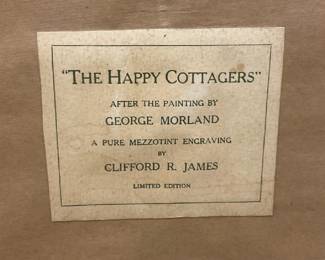 "THE HAPPY COTTAGERS"
AFTER THE PAINTING BY
GEORGE MORLAND
A PURE MEZZOTINT ENGRAVING
BY
CLIFFORD R. JAMES
LIMITED EDITION